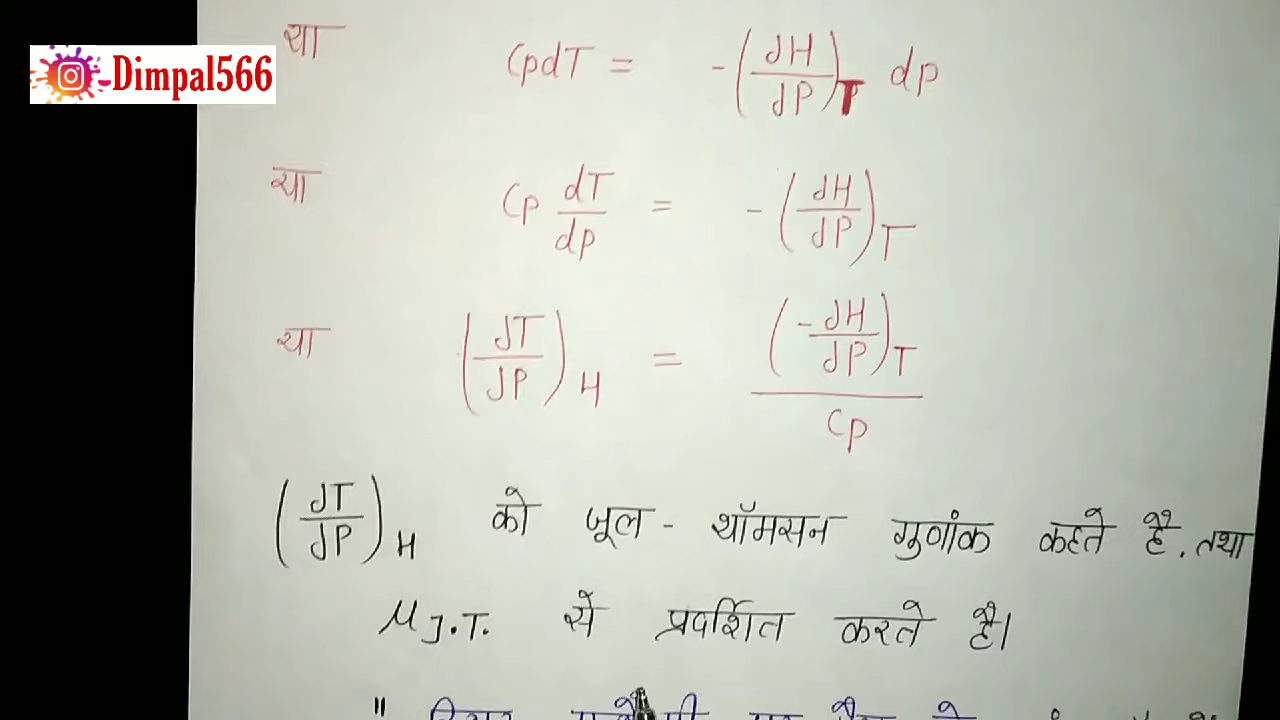 या CpdT = -(∂H/∂P)T dp
Dimpal566
या Cp dT/dp = -(∂H/∂P)T
या (∂T/∂P)H = (-∂H/∂P)T / Cp
(∂T/∂P)H को जूल - थॉमसन गुणांक कहते है. तथा
μJ.T. से प्रदर्शित करते है।
"